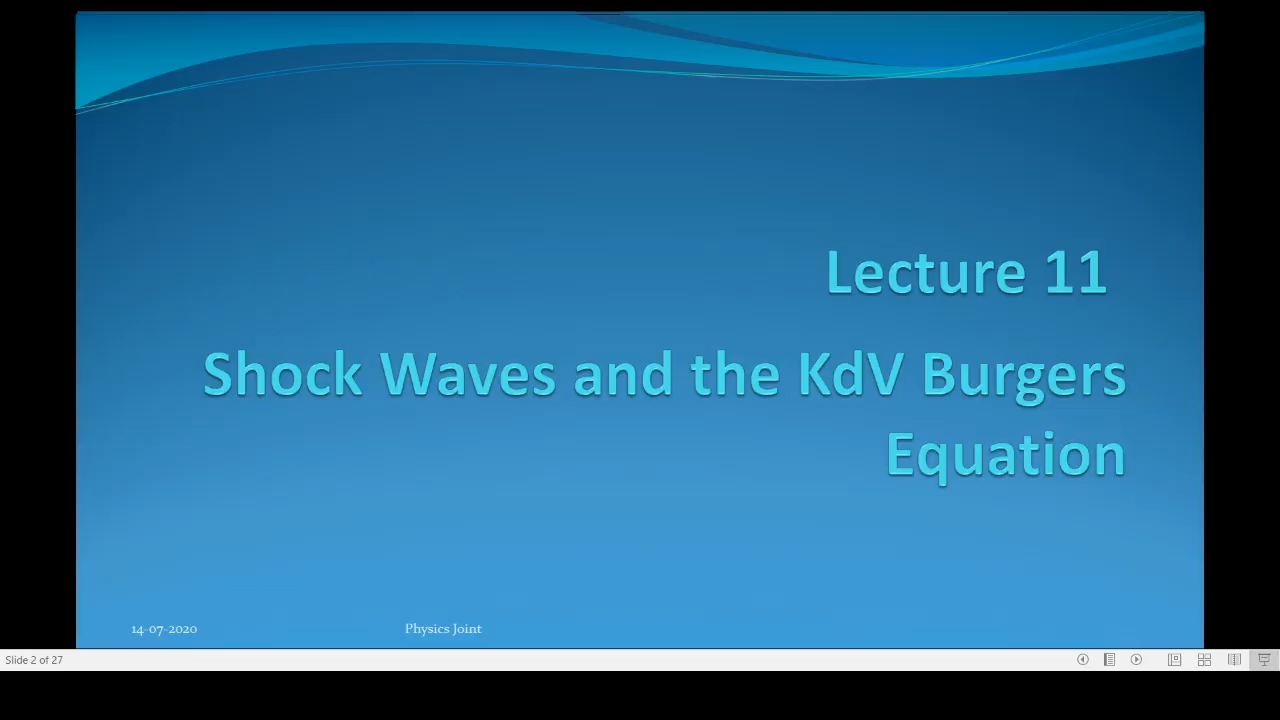 Lecture 11
Shock Waves and the KdV Burgers
Equation
14-07-2020
Physics Joint
Slide 2 of 27